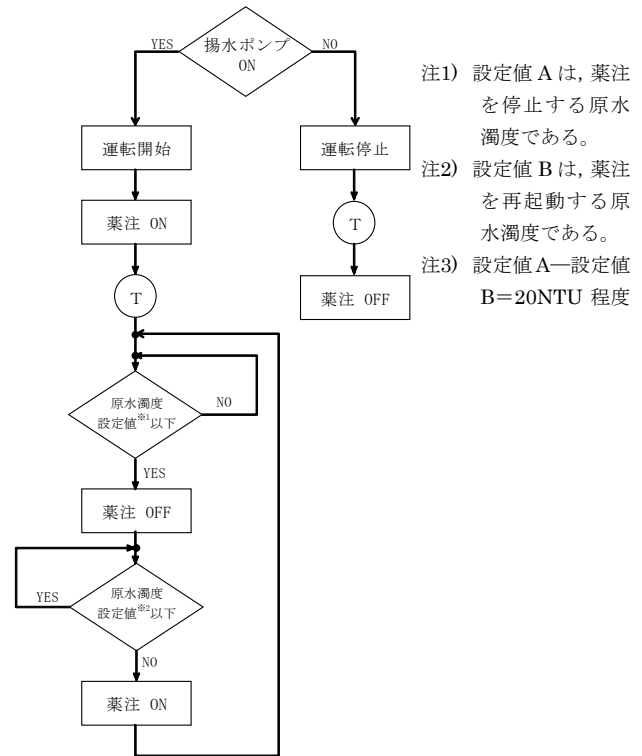 揚水ポンプ
ON
YES
NO
運転開始
運転停止
薬注 ON
T
T
薬注 OFF
原水濁度
設定値※1以下
NO
YES
薬注 OFF
原水濁度
設定値※2以下
YES
NO
薬注 ON
注1) 設定値 A は, 薬注
を停止する原水
濁度である。
注2) 設定値 B は, 薬注
を再起動する原
水濁度である。
注3) 設定値 A―設定値
B=20NTU 程度